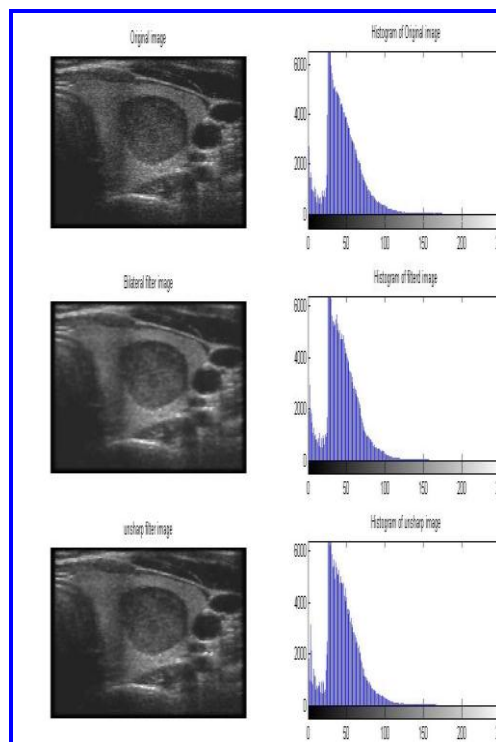 Original image
Histogram of Original image
6000
4000
2000
0
0 50 100 150 200
Bilateral filter image
Histogram of filterd image
6000
4000
2000
0
0 50 100 150 200
unsharp filter image
Histogram of unsharp image
6000
4000
2000
0
0 50 100 150 200